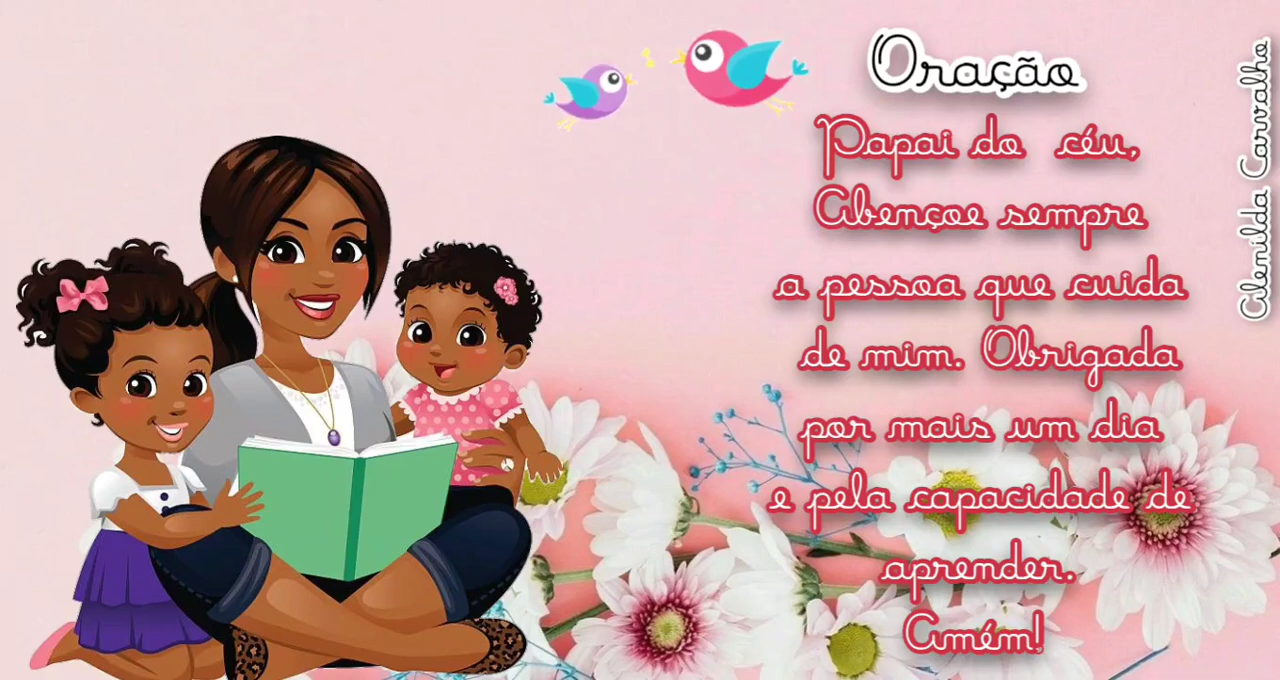 Oração
Papai do céu,
Abençoe sempre
a pessoa que cuida
de mim. Obrigada
por mais um dia
e pela capacidade de
aprender.
Amém!
Alenilda Carvalho